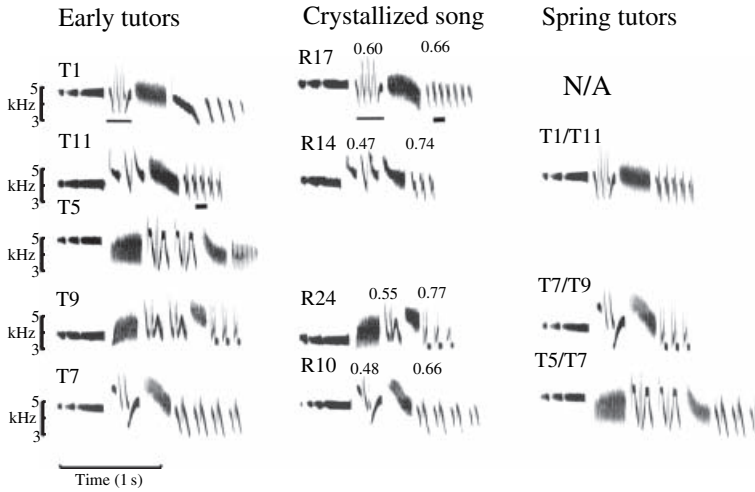 Early tutors
Crystallized song
Spring tutors
T1
5
kHz
3
R17
0.60
0.66
N/A
T11
5
kHz
3
R14
0.47
0.74
T1/T11
T5
5
kHz
3
T9
5
kHz
3
R24
0.55
0.77
T7/T9
T7
5
kHz
3
R10
0.48
0.66
T5/T7
Time (1 s)